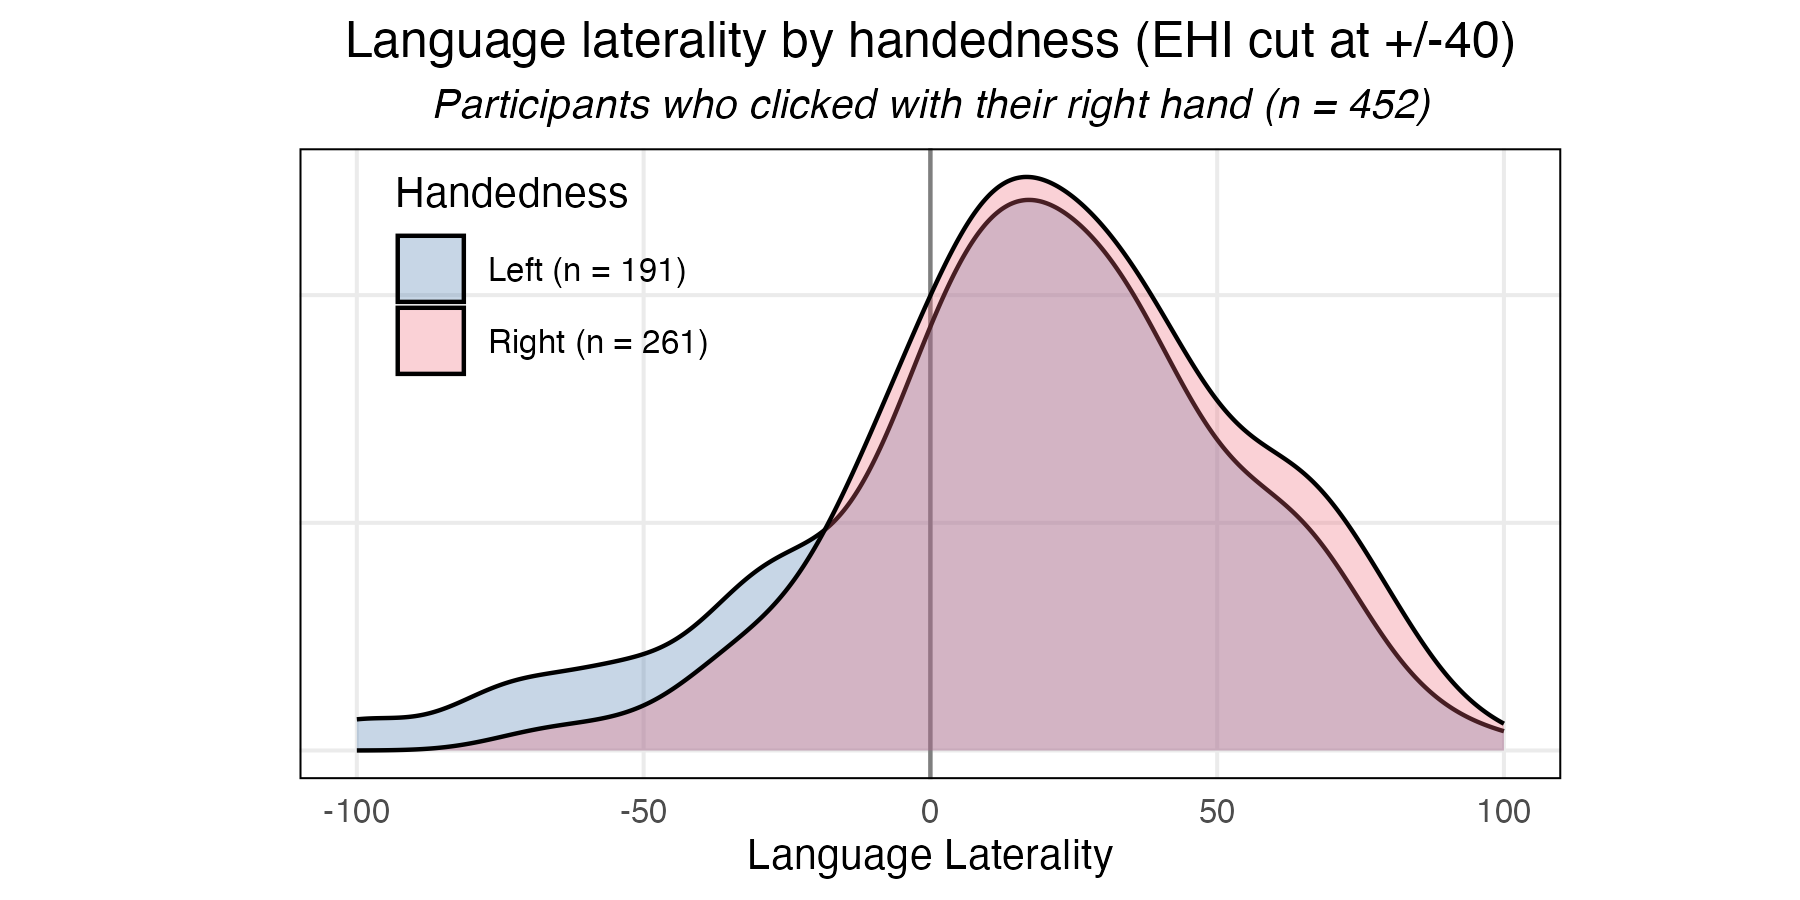 Language laterality by handedness (EHI cut at +/-40)
Participants who clicked with their right hand (n = 452)
Handedness
Left (n = 191)
Right (n = 261)
-100 -50 0 50 100
Language Laterality